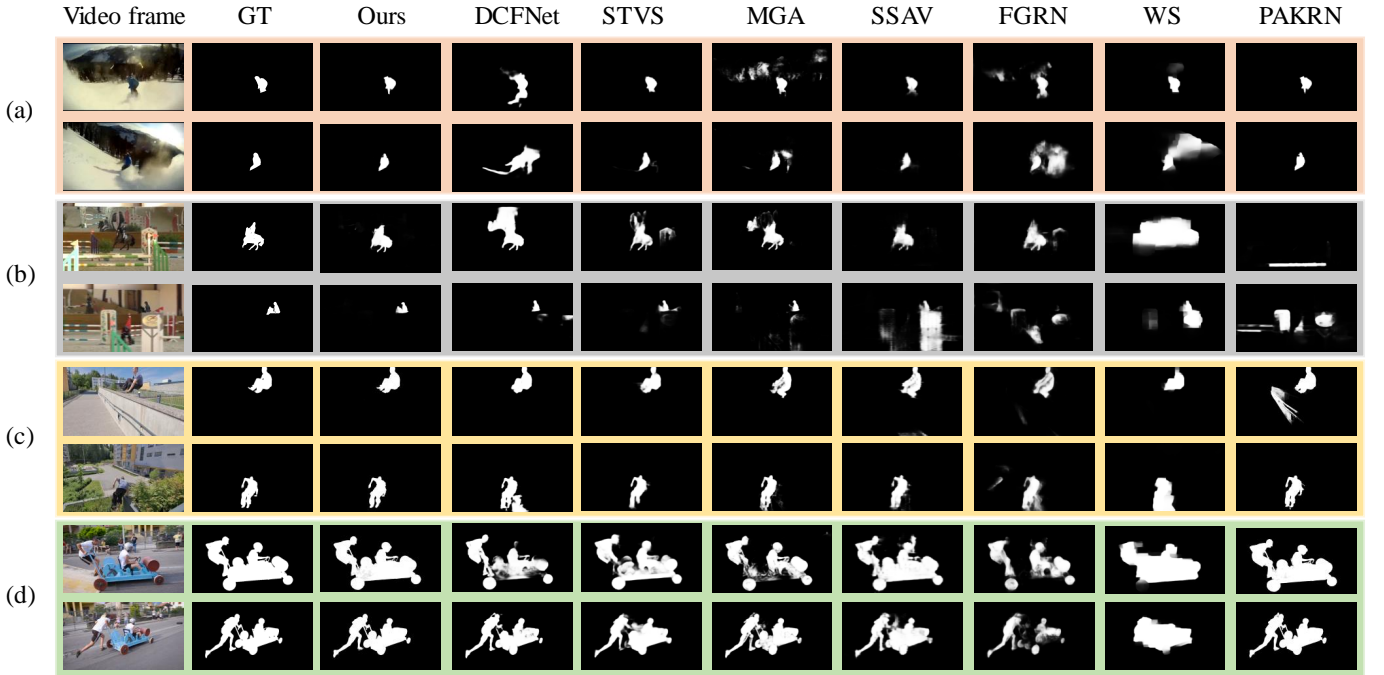 Video frame GT Ours DCFNet STVS MGA SSAV FGRN WS PAKRN
(a)
(b)
(c)
(d)